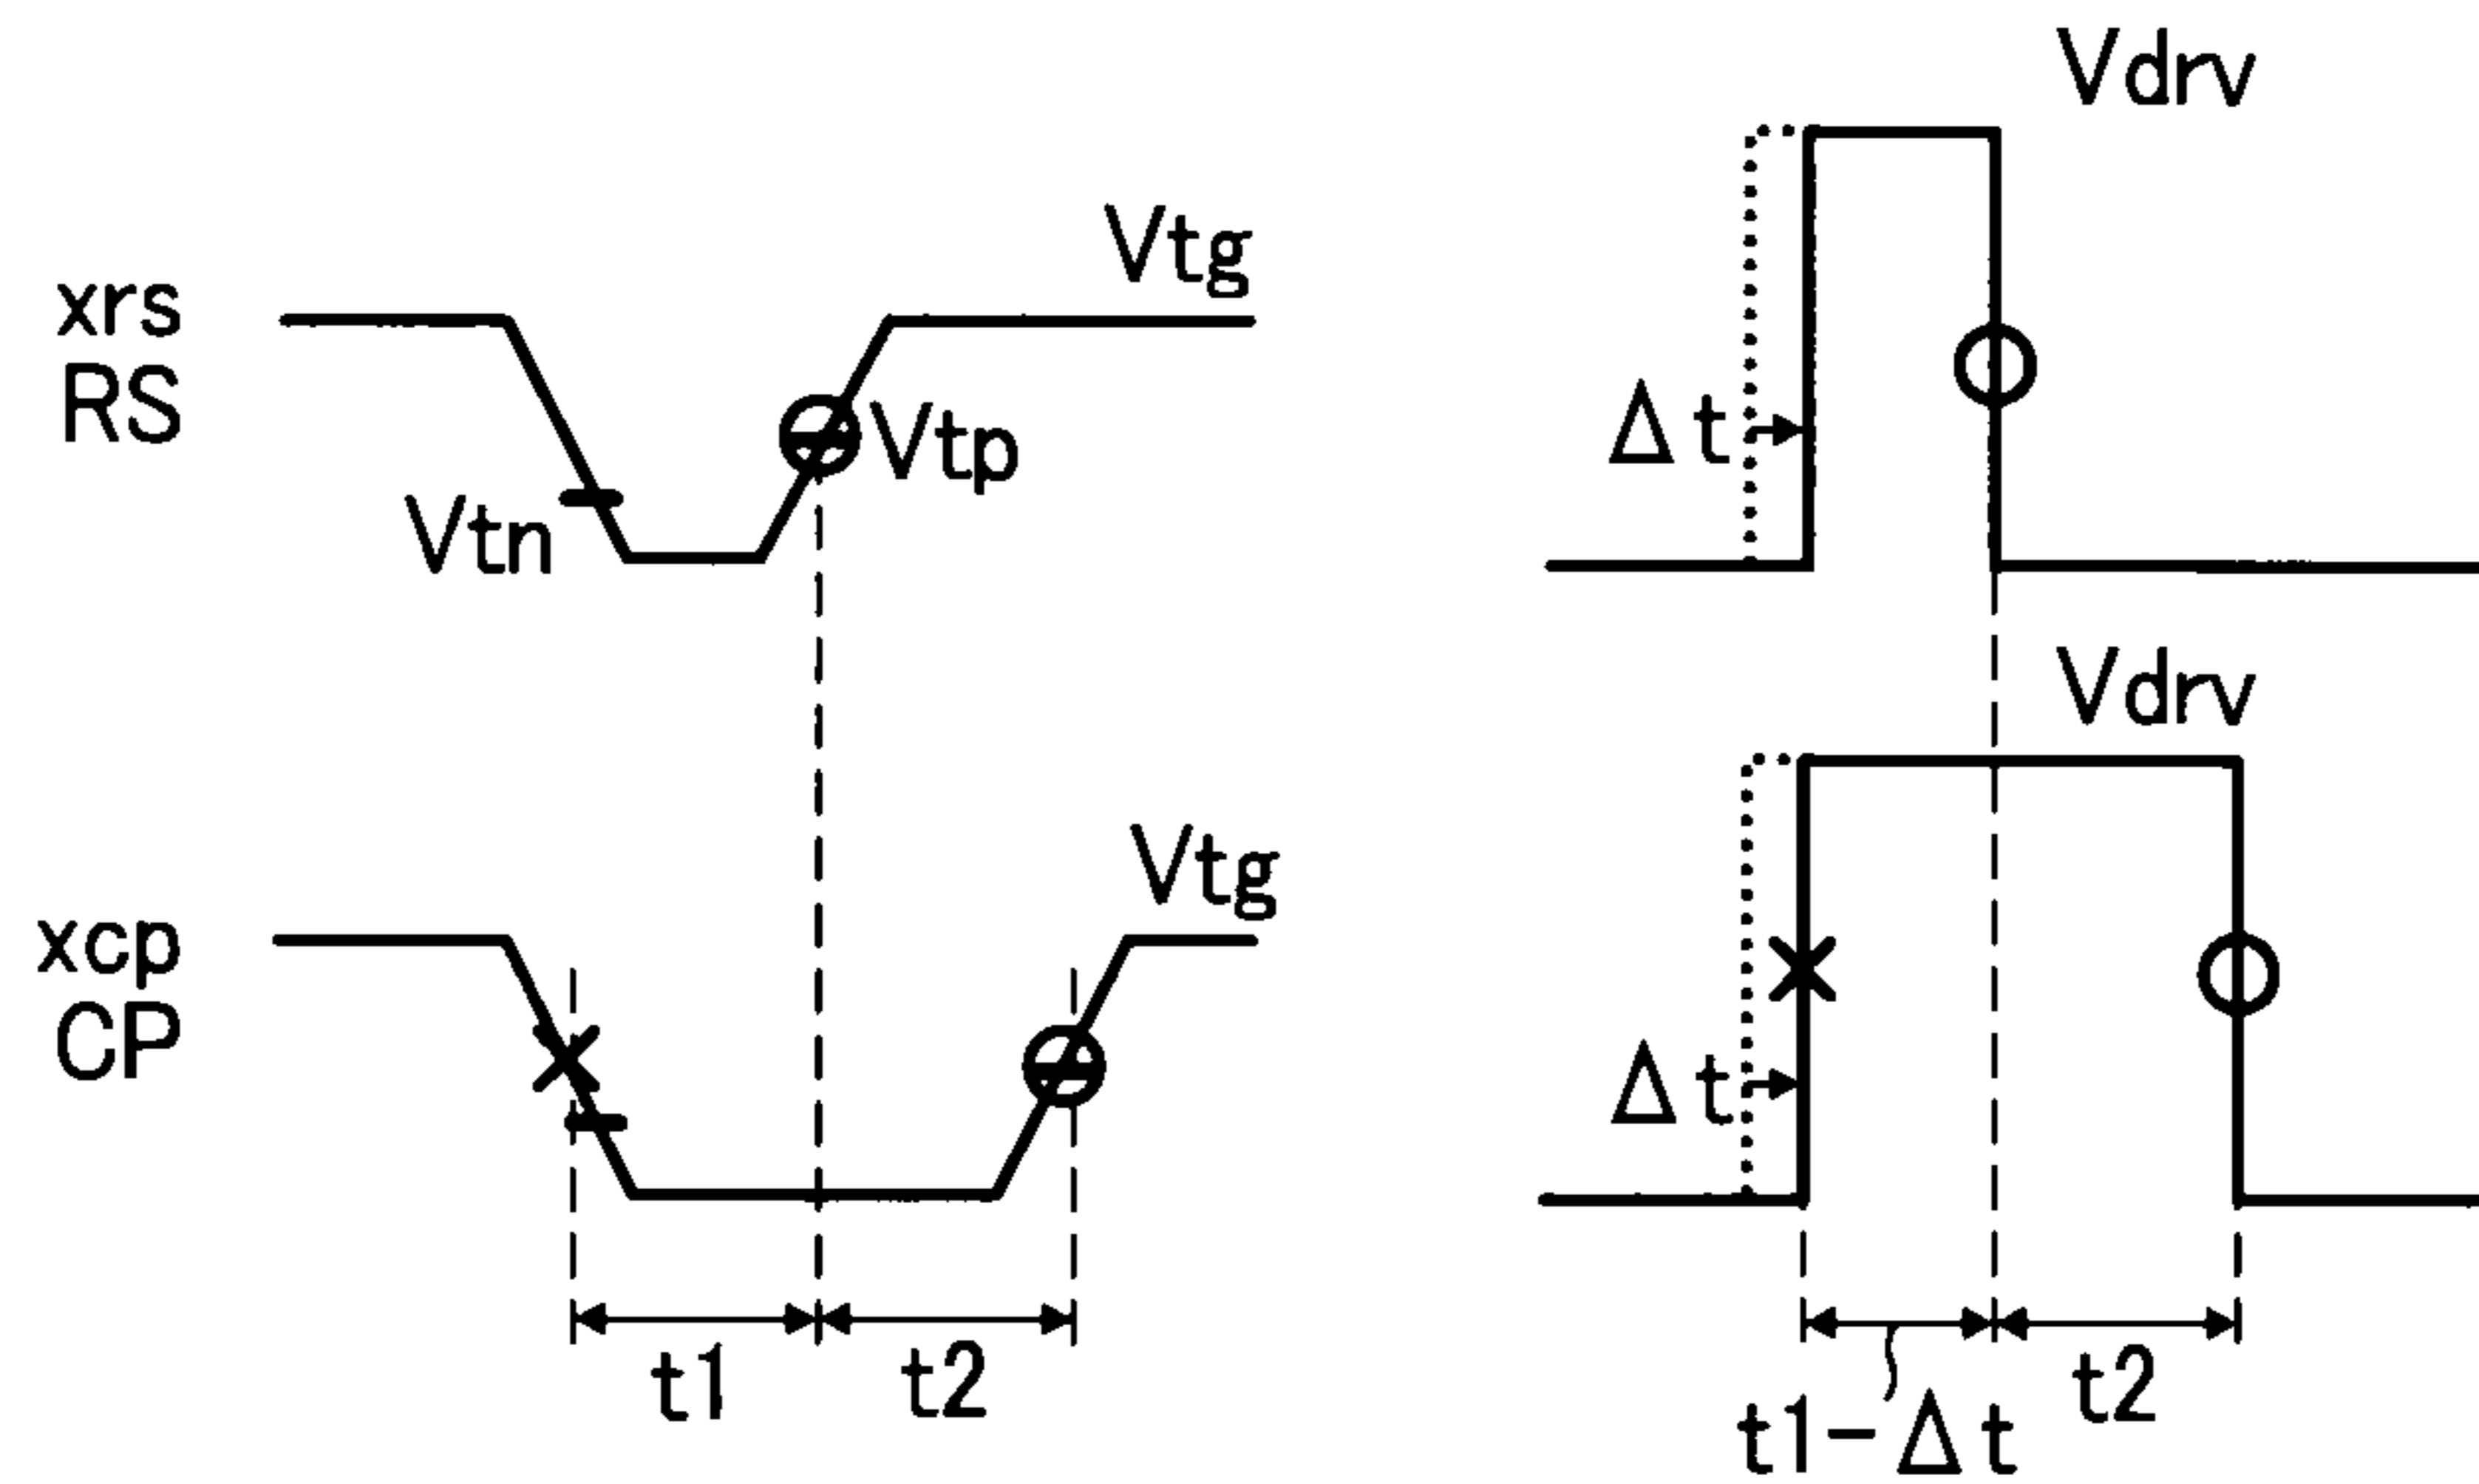 Vdrv
Vtg
xrs
RS
Vtp
Δt
Vtn
Vdrv
Vtg
xcp
CP
Δt
t1
t2
t2
t1-Δt